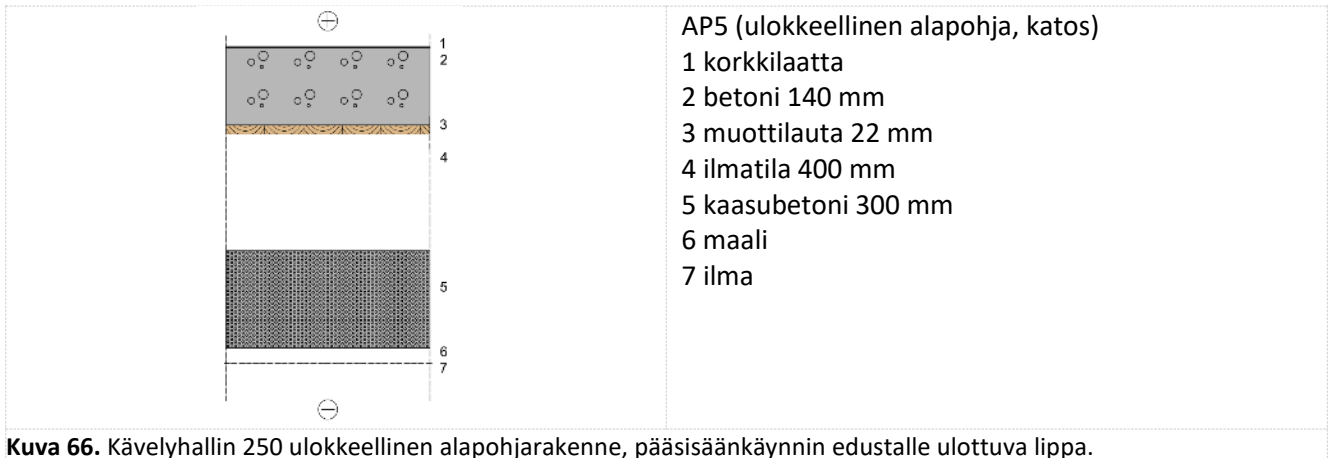 1
2
3
4
5
6
7
AP5 (ulokkeellinen alapohja, katos)
1 korkkilaatta
2 betoni 140 mm
3 muottilauta 22 mm
4 ilmatila 400 mm
5 kaasubetoni 300 mm
6 maali
7 ilma
Kuva 66. Kävelyhallin 250 ulokkeellinen alapohjarakenne, pääsisäänkäynnin edustalle ulottuva lippa.